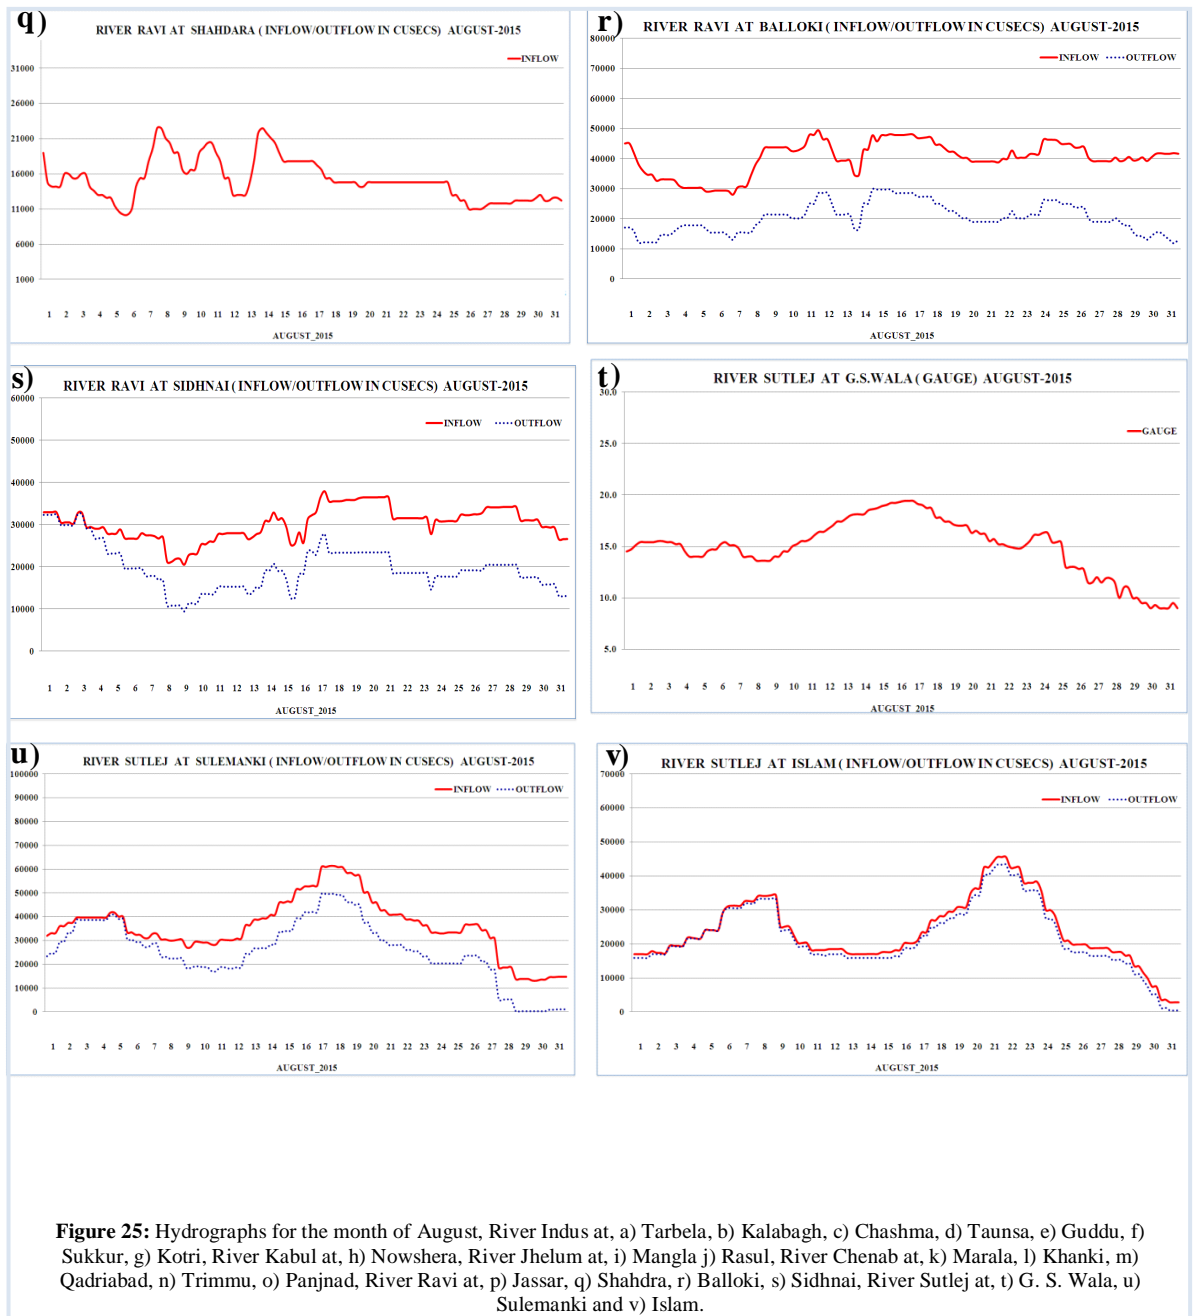 q)
RIVER RAVI AT SHAHDARA ( INFLOW/OUTFLOW IN CUSECS) AUGUST-2015
INFLOW
31000
26000
21000
16000
11000
6000
1000
1 2 3 4 5 6 7 8 9 10 11 12 13 14 15 16 17 18 19 20 21 22 23 24 25 26 27 28 29 30 31
AUGUST_2015
r)
RIVER RAVI AT BALLOKI ( INFLOW/OUTFLOW IN CUSECS) AUGUST-2015
INFLOW OUTFLOW
80000
70000
60000
50000
40000
30000
20000
10000
0
1 2 3 4 5 6 7 8 9 10 11 12 13 14 15 16 17 18 19 20 21 22 23 24 25 26 27 28 29 30 31
AUGUST_2015
s)
RIVER RAVI AT SIDHNAI ( INFLOW/OUTFLOW IN CUSECS) AUGUST-2015
INFLOW OUTFLOW
60000
50000
40000
30000
20000
10000
0
1 2 3 4 5 6 7 8 9 10 11 12 13 14 15 16 17 18 19 20 21 22 23 24 25 26 27 28 29 30 31
AUGUST_2015
t)
RIVER SUTLEJ AT G.S.WALA ( GAUGE) AUGUST-2015
GAUGE
30.0
25.0
20.0
15.0
10.0
5.0
1 2 3 4 5 6 7 8 9 10 11 12 13 14 15 16 17 18 19 20 21 22 23 24 25 26 27 28 29 30 31
AUGUST_2015
u)
RIVER SUTLEJ AT SULEMANKI ( INFLOW/OUTFLOW IN CUSECS) AUGUST-2015
INFLOW OUTFLOW
100000
90000
80000
70000
60000
50000
40000
30000
20000
10000
0
1 2 3 4 5 6 7 8 9 10 11 12 13 14 15 16 17 18 19 20 21 22 23 24 25 26 27 28 29 30 31
AUGUST_2015
v)
RIVER SUTLEJ AT ISLAM ( INFLOW/OUTFLOW IN CUSECS) AUGUST-2015
INFLOW OUTFLOW
70000
60000
50000
40000
30000
20000
10000
0
1 2 3 4 5 6 7 8 9 10 11 12 13 14 15 16 17 18 19 20 21 22 23 24 25 26 27 28 29 30 31
AUGUST_2015
Figure 25: Hydrographs for the month of August, River Indus at, a) Tarbela, b) Kalabagh, c) Chashma, d) Taunsa, e) Guddu, f)
Sukkur, g) Kotri, River Kabul at, h) Nowshera, River Jhelum at, i) Mangla j) Rasul, River Chenab at, k) Marala, l) Khanki, m)
Qadriabad, n) Trimmu, o) Panjnad, River Ravi at, p) Jassar, q) Shahdra, r) Balloki, s) Sidhnai, River Sutlej at, t) G. S. Wala, u)
Sulemanki and v) Islam.